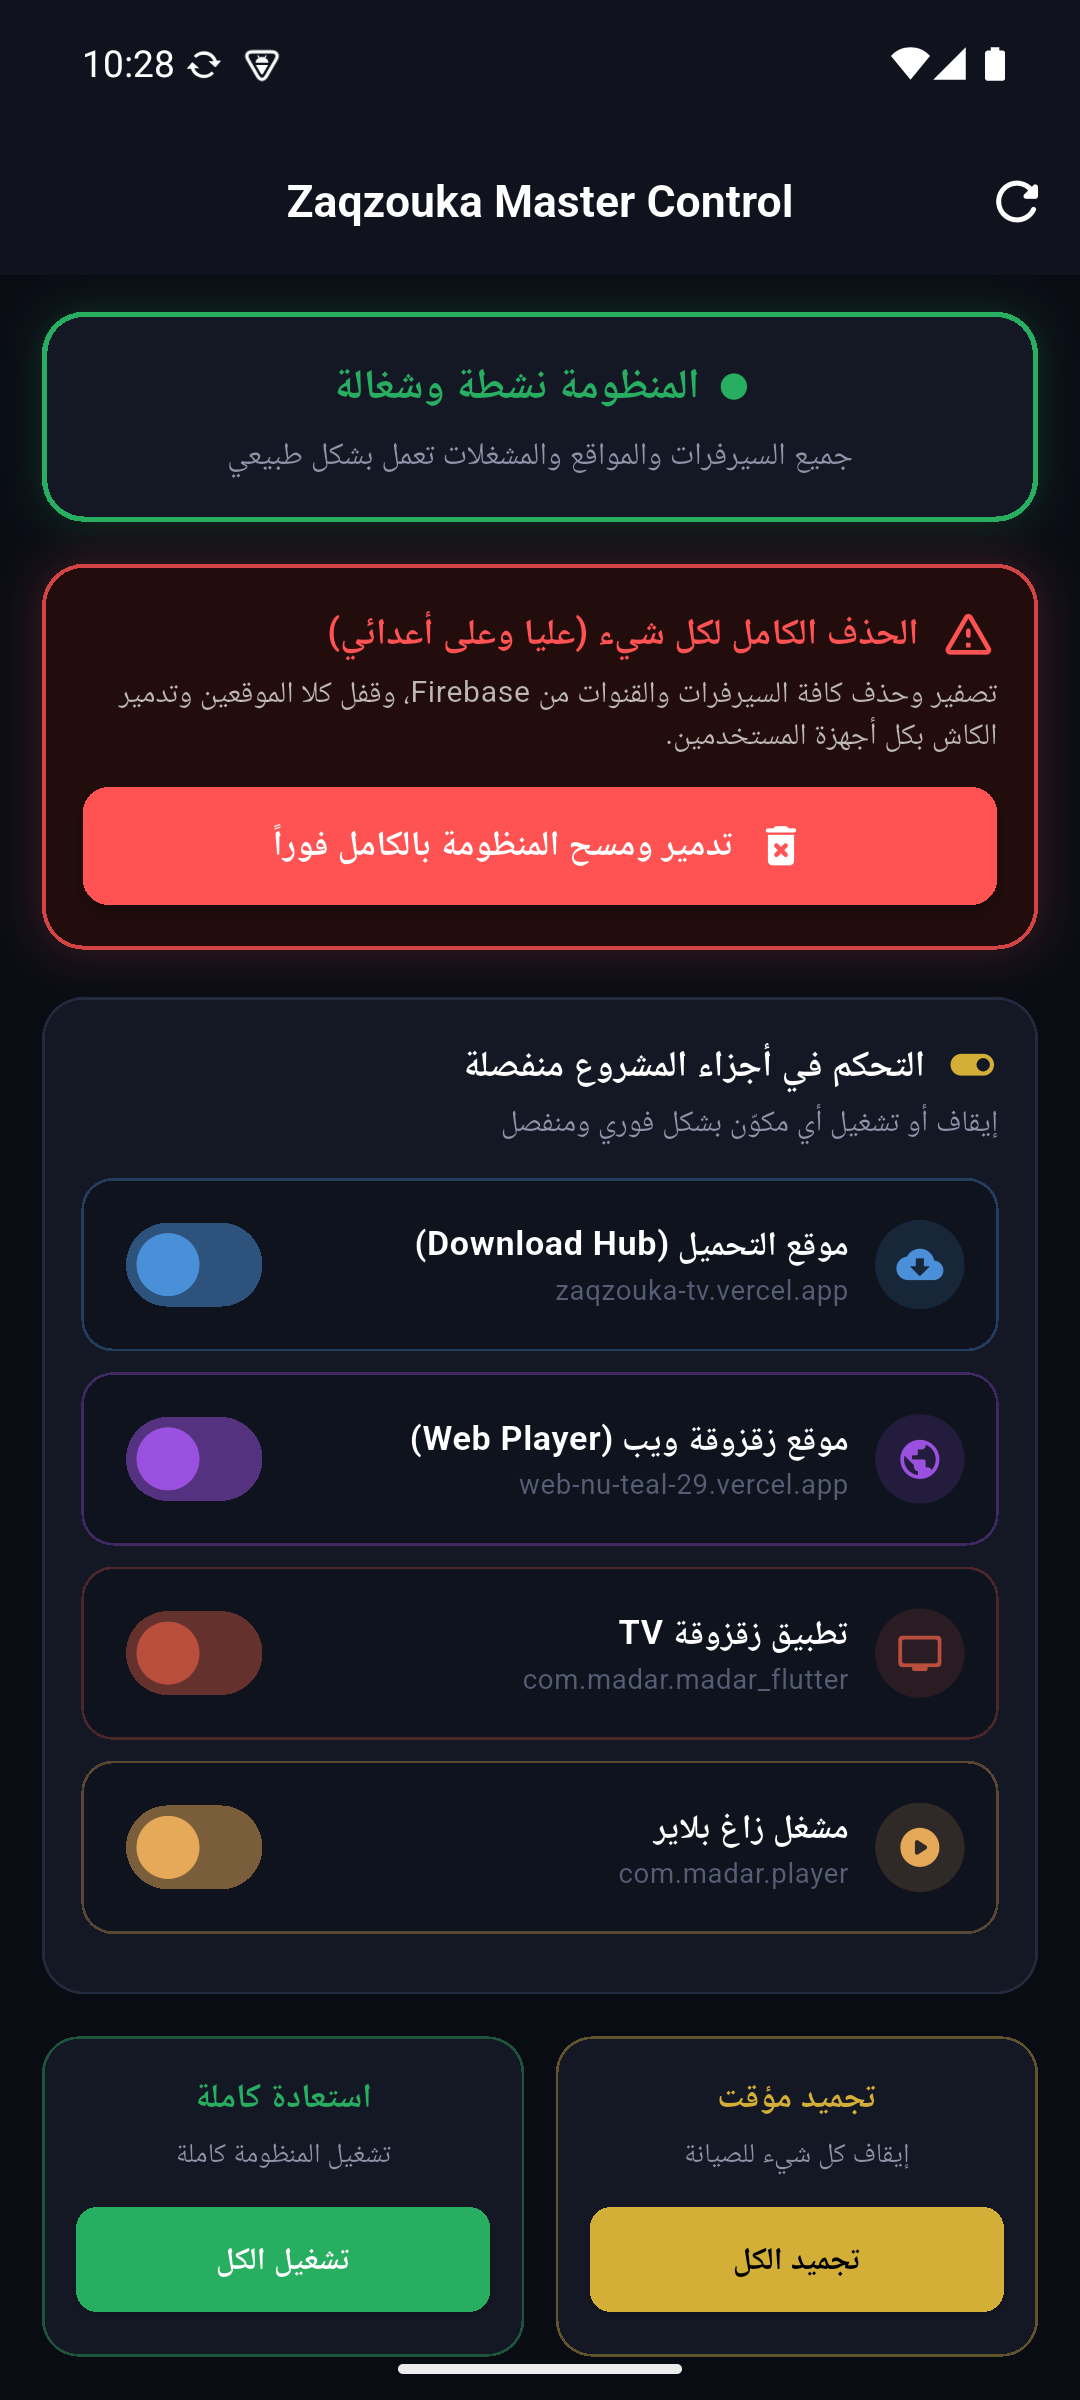 10:28
Zaqzouka Master Control
المنظومة نشطة وشغالة
جميع السيرفرات والمواقع والمشغلات تعمل بشكل طبيعي
الحذف الكامل لكل شيء (عليا وعلى أعدائي)
تصفير وحذف كافة السيرفرات والقنوات من Firebase، وقفل كلا الموقعين وتدمير
الكاش بكل أجهزة المستخدمين.
تدمير ومسح المنظومة بالكامل فوراً
التحكم في أجزاء المشروع منفصلة
إيقاف أو تشغيل أي مكوّن بشكل فوري ومنفصل
موقع التحميل (Download Hub)
zaqzouka-tv.vercel.app
موقع زقزوقة ويب (Web Player)
web-nu-teal-29.vercel.app
تطبيق زقزوقة TV
com.madar.madar_flutter
مشغل زاغ بلاير
com.madar.player
تجميد مؤقت
إيقاف كل شيء للصيانة
تجميد الكل
استعادة كاملة
تشغيل المنظومة كاملة
تشغيل الكل